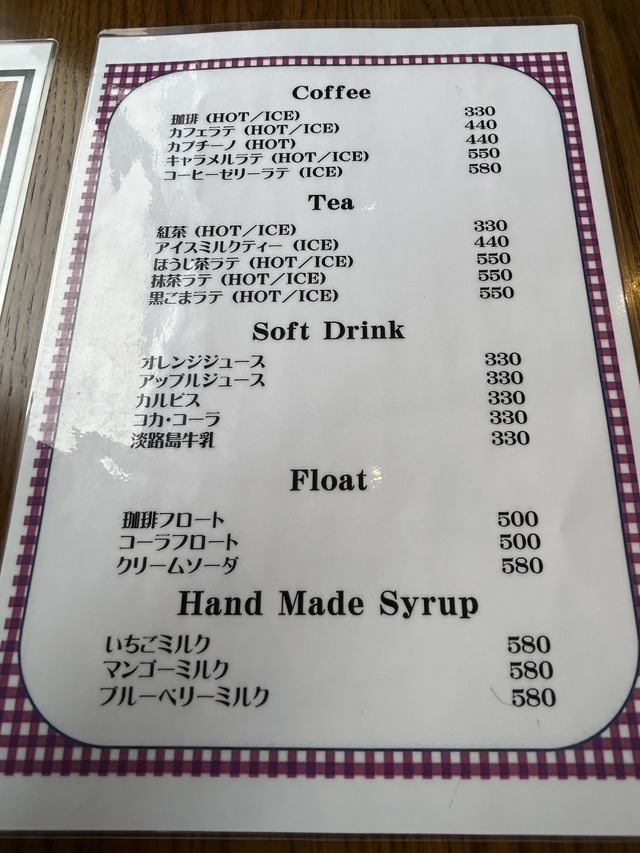 Coffee
珈琲 (HOT/ICE) 330
カフェラテ (HOT/ICE) 440
カプチーノ (HOT) 440
キャラメルラテ (HOT/ICE) 550
コーヒーゼリーラテ (ICE) 580
Tea
紅茶 (HOT/ICE) 330
アイスミルクティー (ICE) 440
ほうじ茶ラテ (HOT/ICE) 550
抹茶ラテ (HOT/ICE) 550
黒ごまラテ (HOT/ICE) 550
Soft Drink
オレンジジュース 330
アップルジュース 330
カルピス 330
コカ・コーラ 330
淡路島牛乳 330
Float
珈琲フロート 500
コーラフロート 500
クリームソーダ 580
Hand Made Syrup
いちごミルク 580
マンゴーミルク 580
ブルーベリーミルク 580